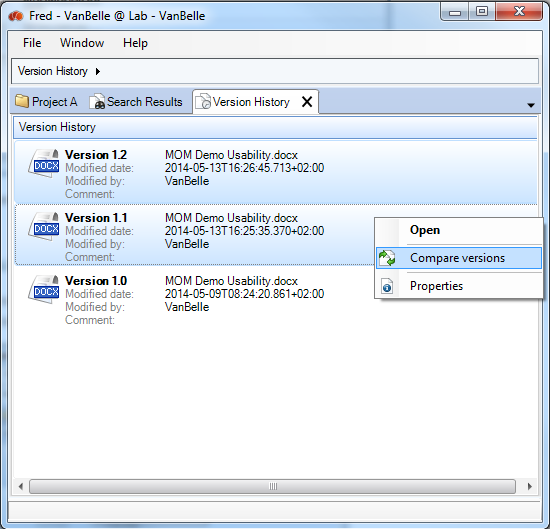 Fred - VanBelle @ Lab - VanBelle
File Window Help
Version History
Project A Search Results Version History
Version History
DOCX Version 1.2 MOM Demo Usability.docx
Modified date: 2014-05-13T16:26:45.713+02:00
Modified by: VanBelle
Comment:
DOCX Version 1.1 MOM Demo Usability.docx
Modified date: 2014-05-13T16:25:35.370+02:00
Modified by: VanBelle
Comment:
Open
Compare versions
Properties
DOCX Version 1.0 MOM Demo Usability.docx
Modified date: 2014-05-09T08:24:20.861+02:00
Modified by: VanBelle
Comment: